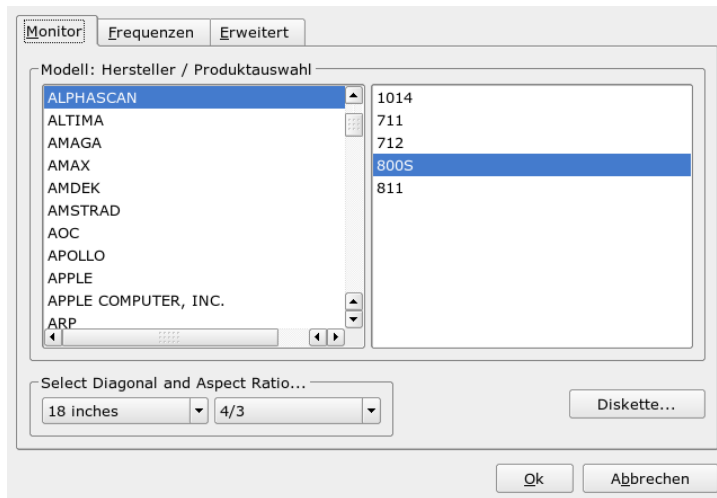 Monitor Frequenzen Erweitert
Modell: Hersteller / Produktauswahl
ALPHASCAN
ALTIMA
AMAGA
AMAX
AMDEK
AMSTRAD
AOC
APOLLO
APPLE
APPLE COMPUTER, INC.
ARP
1014
711
712
800S
811
Select Diagonal and Aspect Ratio...
18 inches 4/3
Diskette...
Ok Abbrechen